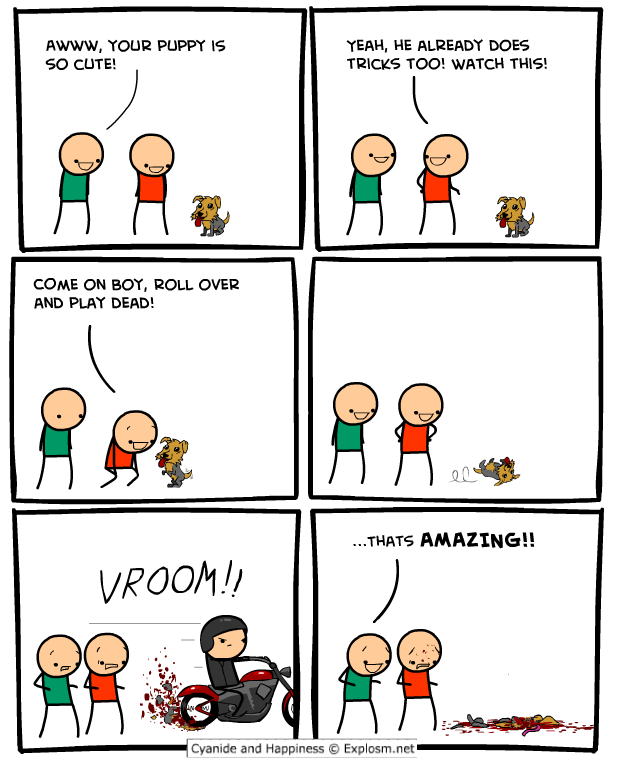 AWWW, YOUR PUPPY IS
SO CUTE!
YEAH, HE ALREADY DOES
TRICKS TOO! WATCH THIS!
COME ON BOY, ROLL OVER
AND PLAY DEAD!
VROOM!!
...THATS AMAZING!!
Cyanide and Happiness © Explosm.net